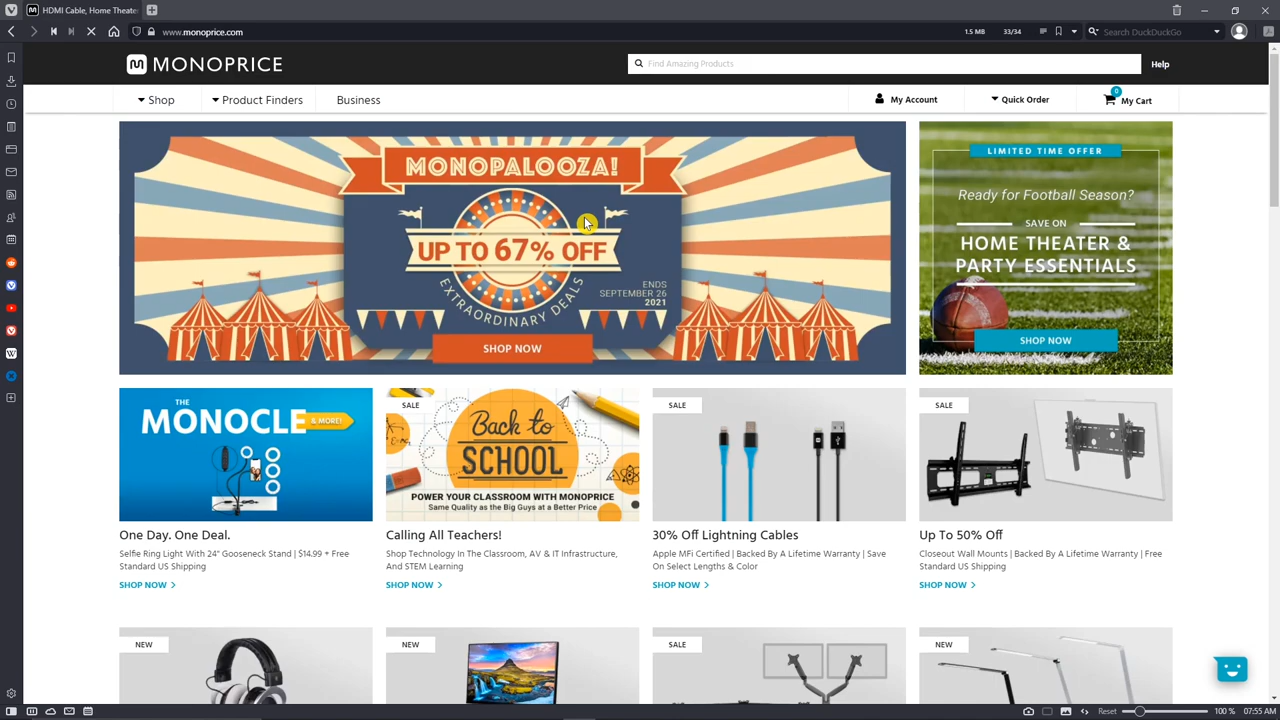 HDMI Cable, Home Theater
www.monoprice.com
1.5 MB
33/34
Search DuckDuckGo
MONOPRICE
Find Amazing Products
Help
Shop
Product Finders
Business
My Account
Quick Order
0
My Cart
MONOPALOOZA!
UP TO 67% OFF
EXTRAORDINARY DEALS
ENDS
SEPTEMBER 26
2021
SHOP NOW
LIMITED TIME OFFER
Ready for Football Season?
SAVE ON
HOME THEATER &
PARTY ESSENTIALS
SHOP NOW
THE
MONOCLE
& MORE!
One Day. One Deal.
Selfie Ring Light With 24" Gooseneck Stand | $14.99 + Free
Standard US Shipping
SHOP NOW
SALE
Back to
SCHOOL
POWER YOUR CLASSROOM WITH MONOPRICE
Same Quality as the Big Guys at a Better Price
Calling All Teachers!
Shop Technology In The Classroom, AV & IT Infrastructure,
And STEM Learning
SHOP NOW
SALE
30% Off Lightning Cables
Apple MFi Certified | Backed By A Lifetime Warranty | Save
On Select Lengths & Color
SHOP NOW
SALE
Up To 50% Off
Closeout Wall Mounts | Backed By A Lifetime Warranty | Free
Standard US Shipping
SHOP NOW
NEW
NEW
SALE
NEW
Reset
100 %
07:55 AM